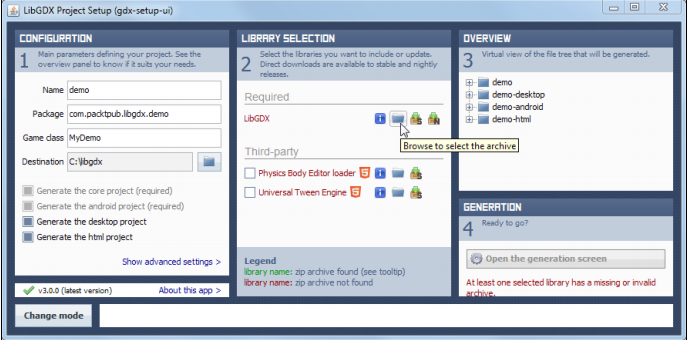 LibGDX Project Setup (gdx-setup-ui)
CONFIGURATION
1 Main parameters defining your project. See the
overview panel to know if it suits your needs.
Name demo
Package com.packtpub.libgdx.demo
Game class MyDemo
Destination C:\libgdx
Generate the core project (required)
Generate the android project (required)
Generate the desktop project
Generate the html project
Show advanced settings >
v3.0.0 (latest version) About this app >
LIBRARY SELECTION
2 Select the libraries you want to include or update.
Direct downloads are available to stable and nightly
releases.
Required
LibGDX
Browse to select the archive
Third-party
Physics Body Editor loader
Universal Tween Engine
Legend
library name: zip archive found (see tooltip)
library name: zip archive not found
OVERVIEW
3 Virtual view of the file tree that will be generated.
demo
demo-desktop
demo-android
demo-html
GENERATION
4 Ready to go?
Open the generation screen
At least one selected library has a missing or invalid
archive.
Change mode